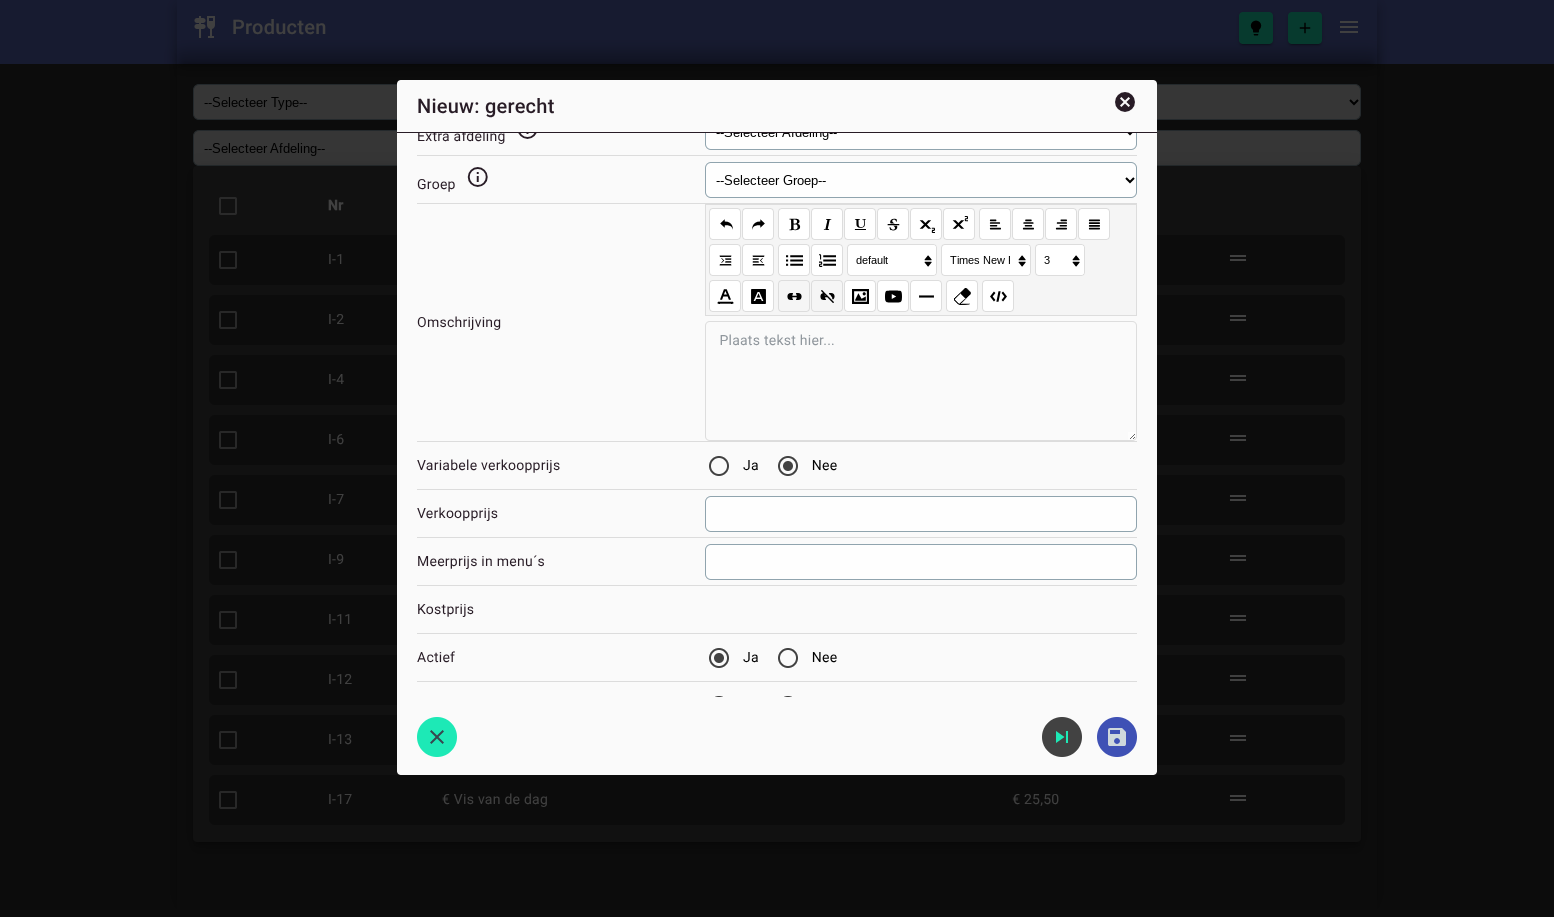 Producten
--Selecteer Type--
--Selecteer Afdeling--
Nieuw: gerecht
Extra afdeling
--Selecteer Afdeling--
Groep
--Selecteer Groep--
Nr
I-1
I-2
I-4
I-6
I-7
I-9
I-11
I-12
I-13
I-17
€ Vis van de dag
€ 25,50
default
Times New
3
Omschrijving
Plaats tekst hier...
Variabele verkoopprijs
Ja
Nee
Verkoopprijs
Meerprijs in menu´s
Kostprijs
Actief
Ja
Nee